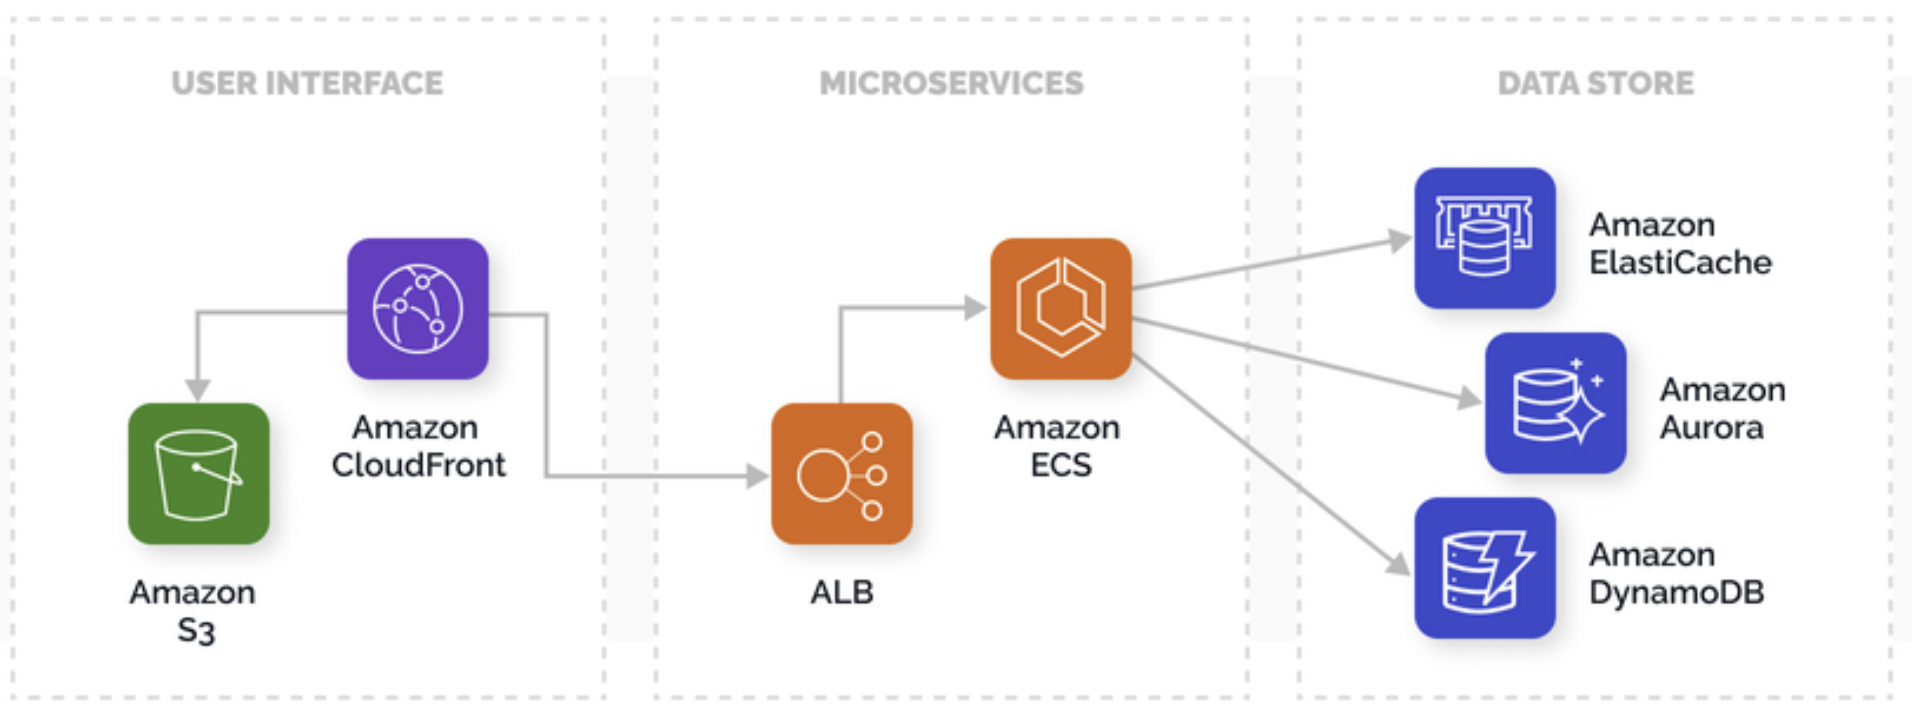 USER INTERFACE
MICROSERVICES
DATA STORE
Amazon
CloudFront
Amazon
S3
ALB
Amazon
ECS
Amazon
ElastiCache
Amazon
Aurora
Amazon
DynamoDB